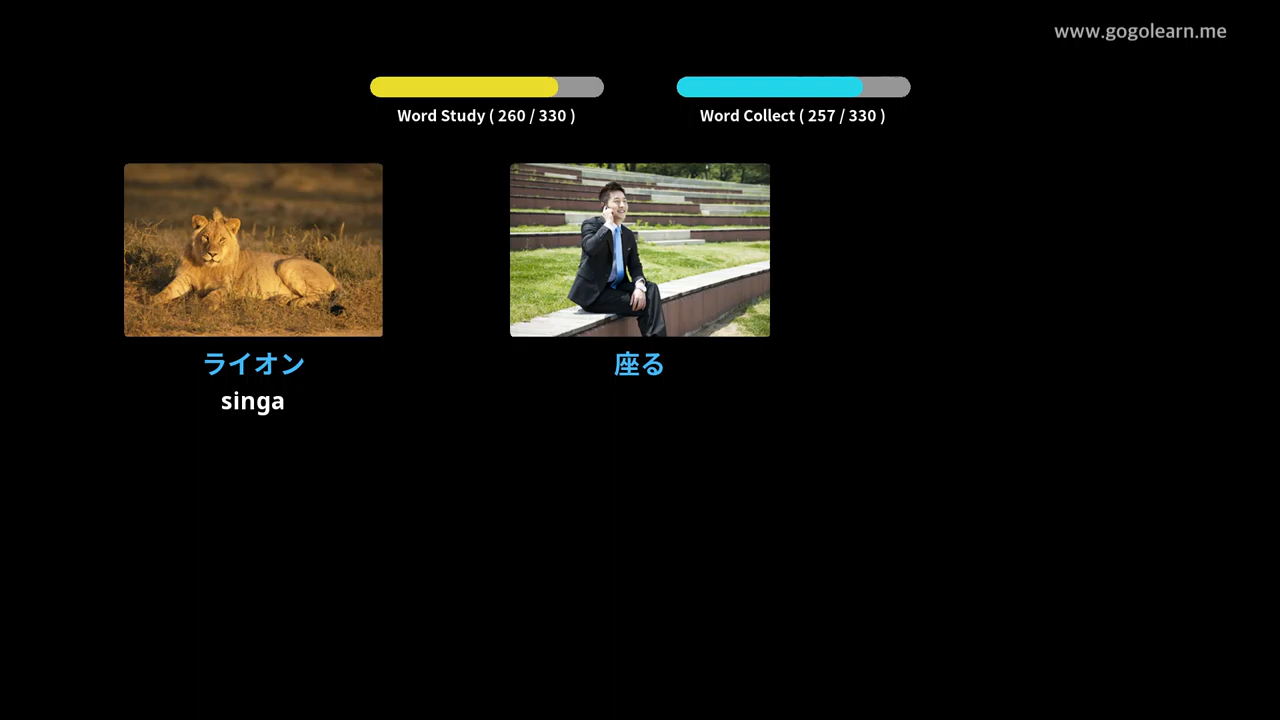 www.gogolearn.me
Word Study ( 260 / 330 )
Word Collect ( 257 / 330 )
ライオン
singa
座る